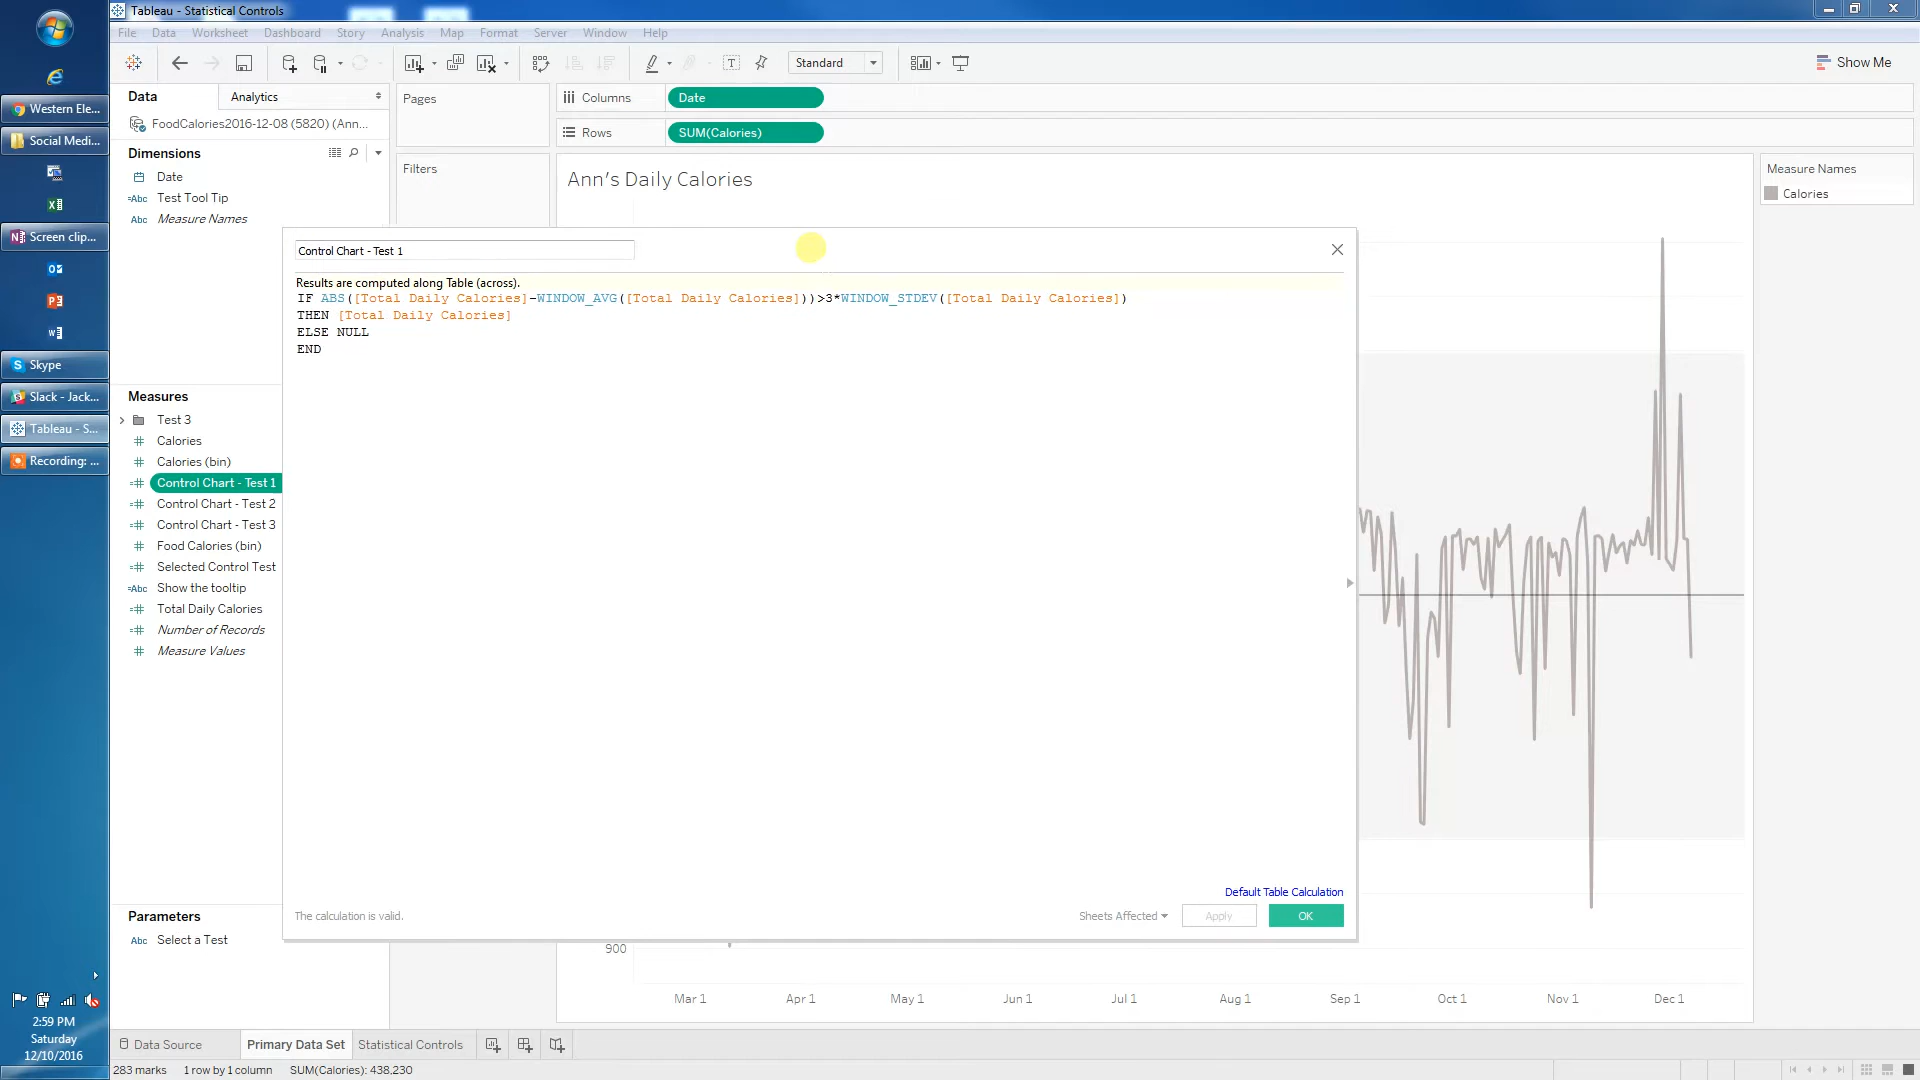 Tableau - Statistical Controls
File Data Worksheet Dashboard Story Analysis Map Format Server Window Help
Standard
Show Me
Data
Analytics
Pages
Columns
Date
FoodCalories2016-12-08 (5820) (Ann...
Rows
SUM(Calories)
Dimensions
Date
Test Tool Tip
Abc
Measure Names
Abc
Filters
Ann's Daily Calories
Measure Names
Calories
Western Ele...
Social Medi...
Screen clip...
Skype
Slack - Jack...
Tableau - S...
Recording: ...
Control Chart - Test 1
Results are computed along Table (across).
IF ABS([Total Daily Calories]-WINDOW_AVG([Total Daily Calories]))>3*WINDOW_STDEV([Total Daily Calories])
THEN [Total Daily Calories]
ELSE NULL
END
Measures
Test 3
Calories
Calories (bin)
Control Chart - Test 1
Control Chart - Test 2
Control Chart - Test 3
Food Calories (bin)
Selected Control Test
Abc
Show the tooltip
Total Daily Calories
Number of Records
Measure Values
Default Table Calculation
The calculation is valid.
Sheets Affected
Apply
OK
Parameters
Abc
Select a Test
900
Mar 1 Apr 1 May 1 Jun 1 Jul 1 Aug 1 Sep 1 Oct 1 Nov 1 Dec 1
2:59 PM
Saturday
12/10/2016
Data Source
Primary Data Set
Statistical Controls
283 marks
1 row by 1 column
SUM(Calories): 438,230